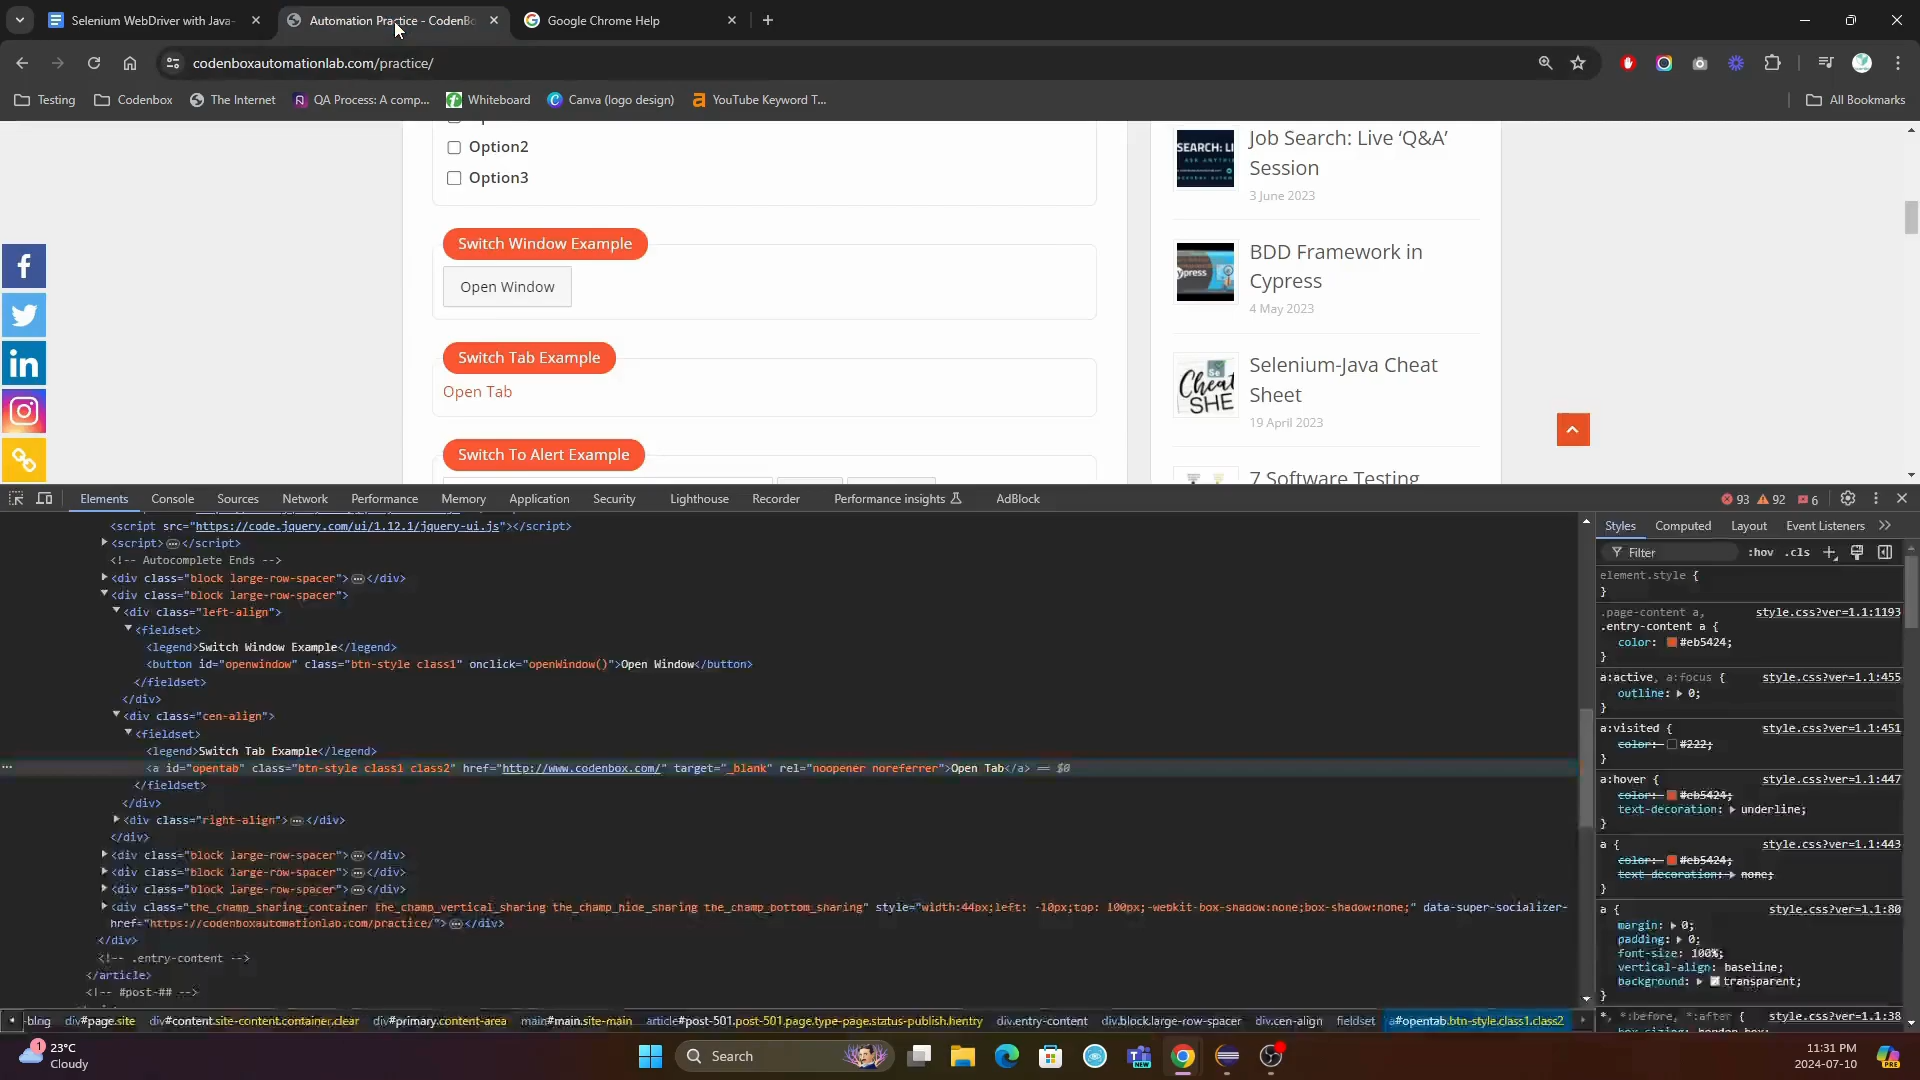 Selenium WebDriver with Java-
Automation Practice - CodenBo
Google Chrome Help
codenboxautomationlab.com/practice/
Testing
Codenbox
The Internet
QA Process: A comp...
Whiteboard
Canva (logo design)
YouTube Keyword T...
All Bookmarks
Option2
Option3
Switch Window Example
Open Window
Switch Tab Example
Open Tab
Switch To Alert Example
Job Search: Live ‘Q&A’
Session
3 June 2023
BDD Framework in
Cypress
4 May 2023
Selenium-Java Cheat
Sheet
19 April 2023
7 Software Testing
Elements
Console
Sources
Network
Performance
Memory
Application
Security
Lighthouse
Recorder
Performance insights
AdBlock
93
92
6
<script src="https://code.jquery.com/ui/1.12.1/jquery-ui.js"></script>
<script>…</script>
<!-- Autocomplete Ends -->
<div class="block large-row-spacer">…</div>
<div class="block large-row-spacer">
<div class="left-align">
<fieldset>
<legend>Switch Window Example</legend>
<button id="openwindow" class="btn-style class1" onclick="openWindow()">Open Window</button>
</fieldset>
</div>
<div class="cen-align">
<fieldset>
<legend>Switch Tab Example</legend>
<a id="opentab" class="btn-style class1 class2" href="http://www.codenbox.com/" target="_blank" rel="noopener noreferrer">Open Tab</a> == $0
</fieldset>
</div>
<div class="right-align">…</div>
</div>
<div class="block large-row-spacer">…</div>
<div class="block large-row-spacer">…</div>
<div class="block large-row-spacer">…</div>
<div class="the_champ_sharing_container the_champ_vertical_sharing the_champ_hide_sharing the_champ_bottom_sharing" style="width:44px;left: -10px;top: 100px;-webkit-box-shadow:none;box-shadow:none;" data-super-socializer-
href="https://codenboxautomationlab.com/practice/">…</div>
</div>
<!-- .entry-content -->
</article>
<!-- #post-## -->
-blog
div#page.site
div#content.site-content.container.clear
div#primary.content-area
main#main.site-main
article#post-501.post-501.page.type-page.status-publish.hentry
div.entry-content
div.block.large-row-spacer
div.cen-align
fieldset
a#opentab.btn-style.class1.class2
Styles
Computed
Layout
Event Listeners
Filter
:hov
.cls
element.style {
}
.page-content a, style.css?ver=1.1:1193
.entry-content a {
color: #eb5424;
}
a:active, a:focus { style.css?ver=1.1:455
outline: 0;
}
a:visited { style.css?ver=1.1:451
color: #222;
}
a:hover { style.css?ver=1.1:447
color: #eb5424;
text-decoration: underline;
}
a { style.css?ver=1.1:443
color: #eb5424;
text-decoration: none;
}
a { style.css?ver=1.1:80
margin: 0;
padding: 0;
font-size: 100%;
vertical-align: baseline;
background: transparent;
}
*, *:before, *:after { style.css?ver=1.1:38
1
23°C
Cloudy
Search
NEW
11:31 PM
2024-07-10
PRE